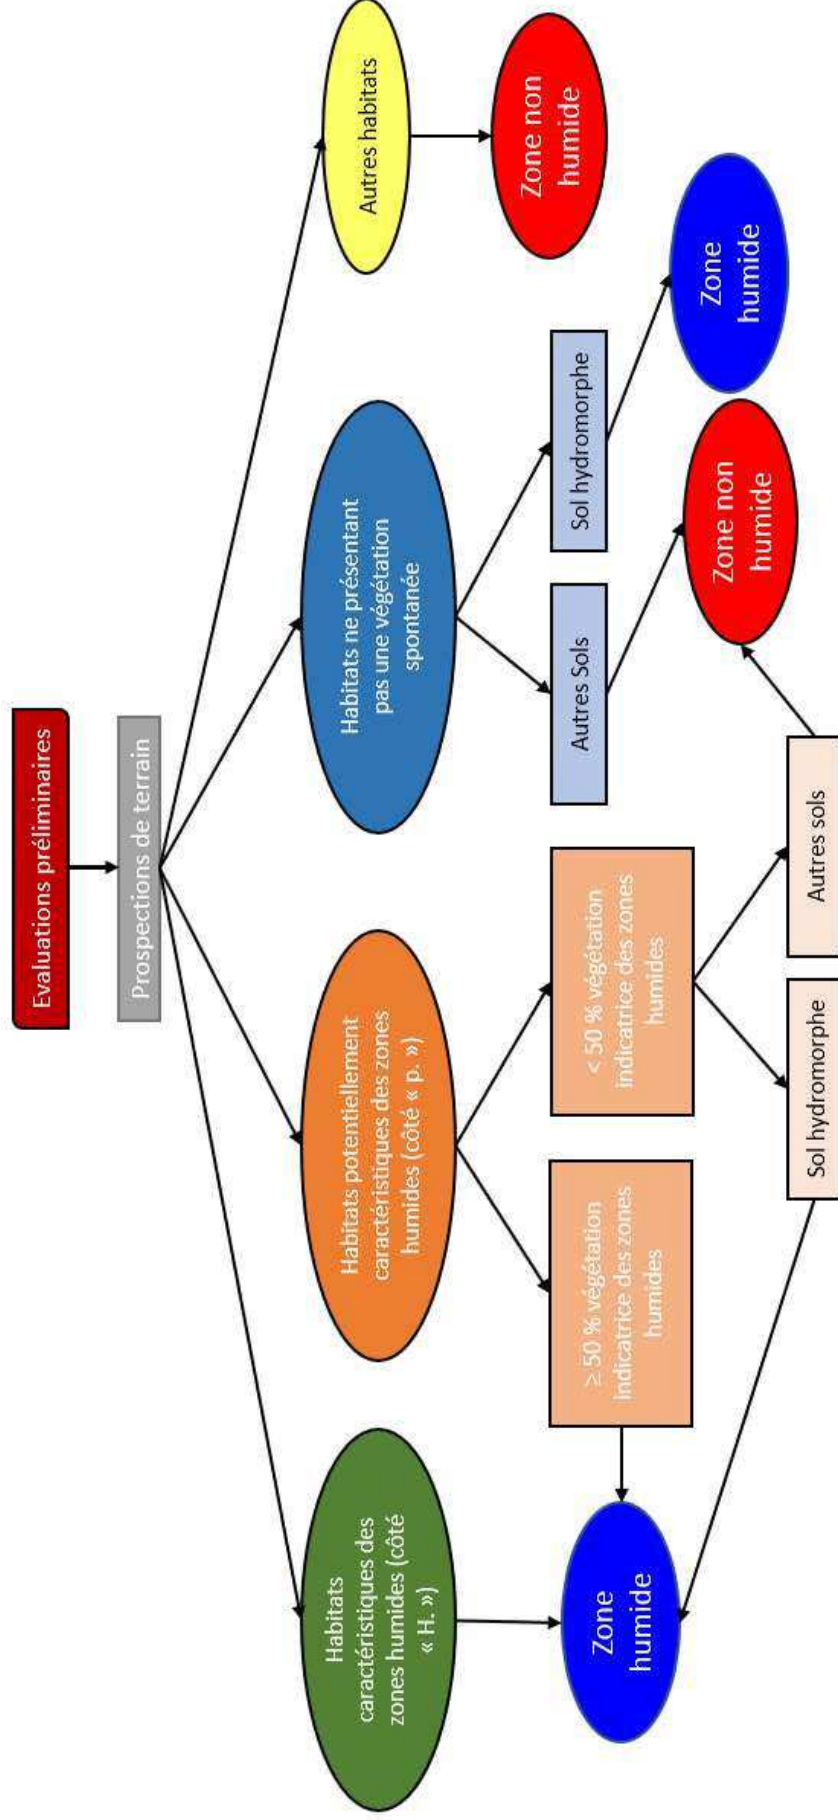 Evaluations préliminaires
Prospections de terrain
Habitats
caractéristiques des
zones humides (côté
« H. »)
Habitats potentiellement
caractéristiques des zones
humides (côté « p. »)
Habitats ne présentant
pas une végétation
spontanée
Autres habitats
≥ 50 % végétation
indicatrice des zones
humides
< 50 % végétation
indicatrice des zones
humides
Autres Sols
Sol hydromorphe
Zone non
humide
Zone
humide
Zone non
humide
Zone
humide
Sol hydromorphe
Autres sols